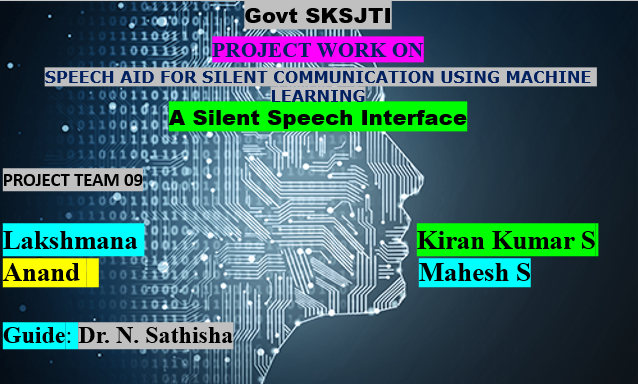 Govt SKSJTI
PROJECT WORK ON
SPEECH AID FOR SILENT COMMUNICATION USING MACHINE
LEARNING
A Silent Speech Interface
PROJECT TEAM 09
Lakshmana
Kiran Kumar S
Anand
Mahesh S
Guide: Dr. N. Sathisha